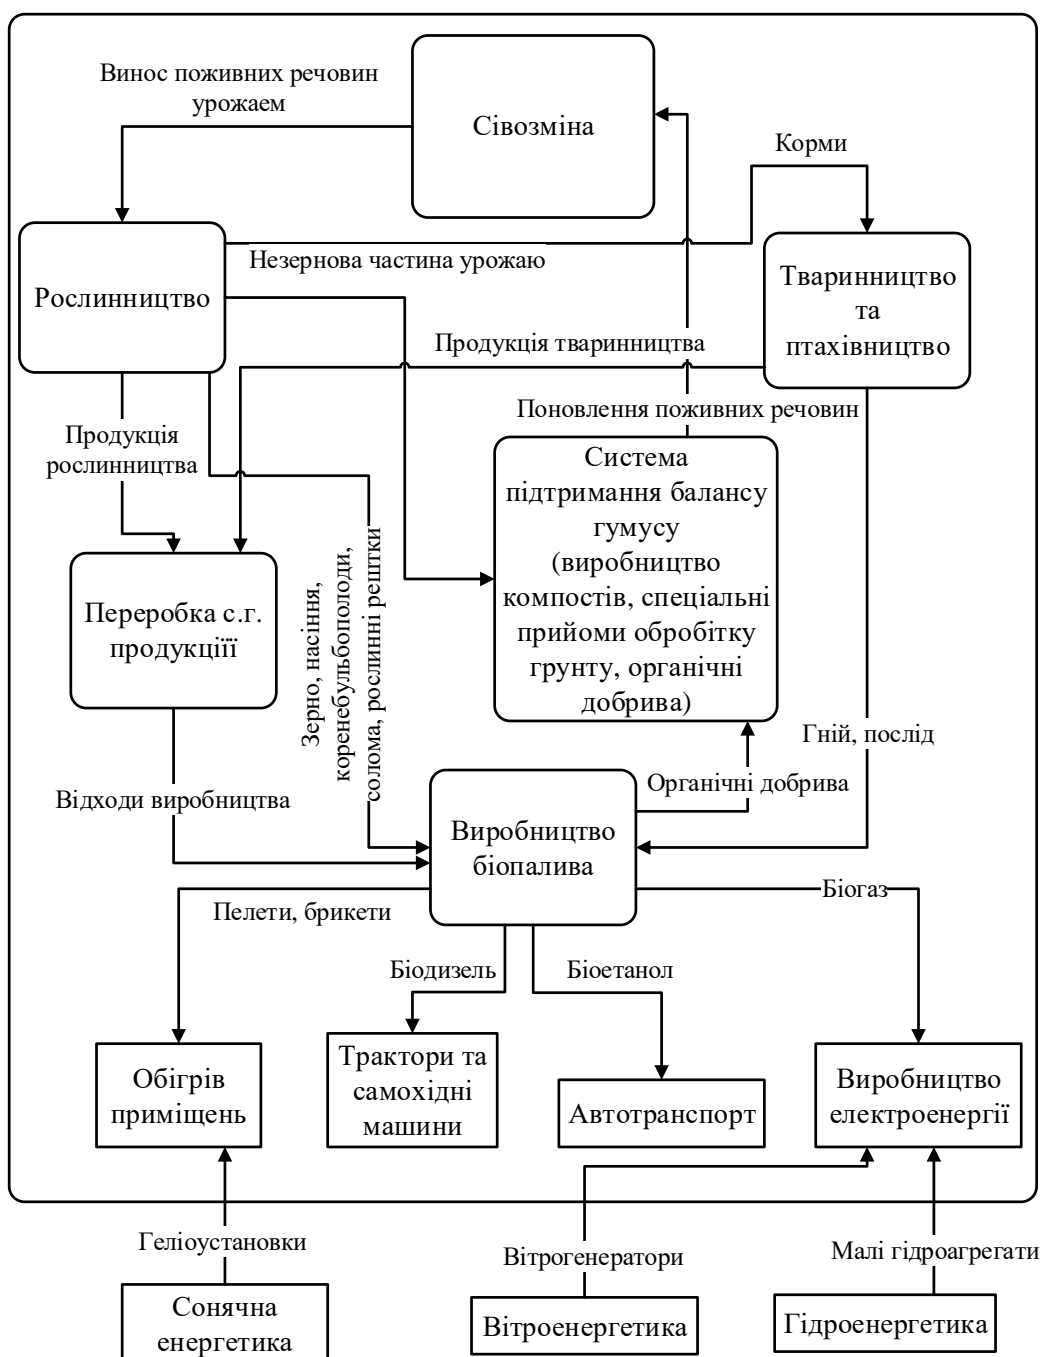 Винос поживних речовин
урожаєм
Сівозміна
Корми
Рослинництво
Незернова частина урожаю
Тваринництво
та
птахівництво
Продукція тваринництва
Поновлення поживних речовин
Продукція
рослинництва
Система
підтримання балансу
гумусу
(виробництво
компостів, спеціальні
прийоми обробітку
грунту, органічні
добрива)
Зерно, насіння,
коренебульбополоди,
солома, рослинні рештки
Переробка с.г.
продукціїї
Гній, послід
Відходи виробництва
Органічні добрива
Виробництво
біопалива
Пелети, брикети
Біогаз
Біодизель
Біоетанол
Обігрів
приміщень
Трактори та
самохідні
машини
Автотранспорт
Виробництво
електроенергії
Геліоустановки
Вітрогенератори
Малі гідроагрегати
Сонячна
енергетика
Вітроенергетика
Гідроенергетика